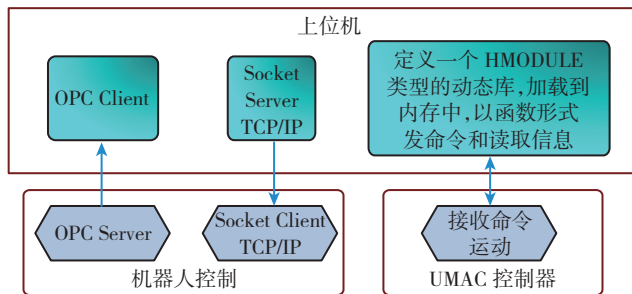 上位机
OPC Client
Socket
Server
TCP/IP
定义一个 HMODULE
类型的动态库,加载到
内存中,以函数形式
发命令和读取信息
OPC Server
Socket Client
TCP/IP
接收命令
运动
机器人控制
UMAC 控制器